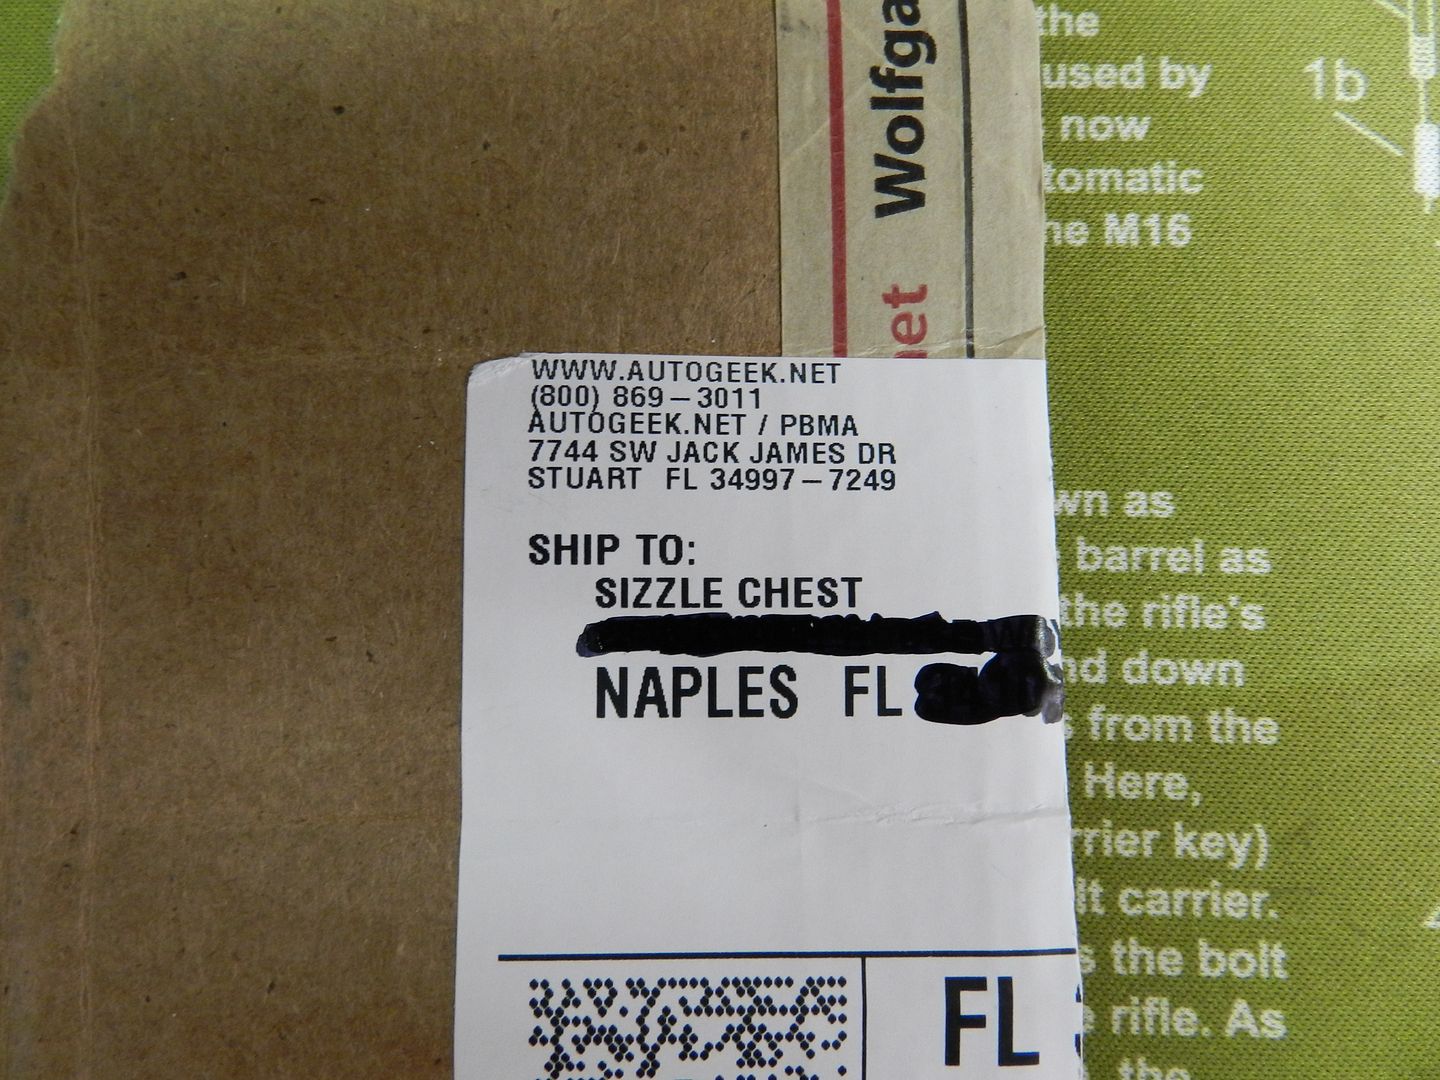 Wolfga
et
WWW.AUTOGEEK.NET
(800) 869-3011
AUTOGEEK.NET / PBMA
7744 SW JACK JAMES DR
STUART FL 34997-7249
SHIP TO:
SIZZLE CHEST
NAPLES FL
FL
the
used by
now
tomatic
he M16
1b
wn as
barrel as
the rifle's
nd down
from the
Here,
rrier key)
lt carrier.
s the bolt
rifle. As
the